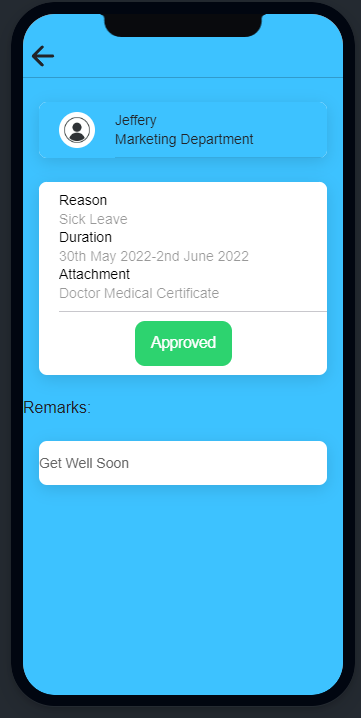 Jeffery
Marketing Department
Reason
Sick Leave
Duration
30th May 2022-2nd June 2022
Attachment
Doctor Medical Certificate
Approved
Remarks:
Get Well Soon